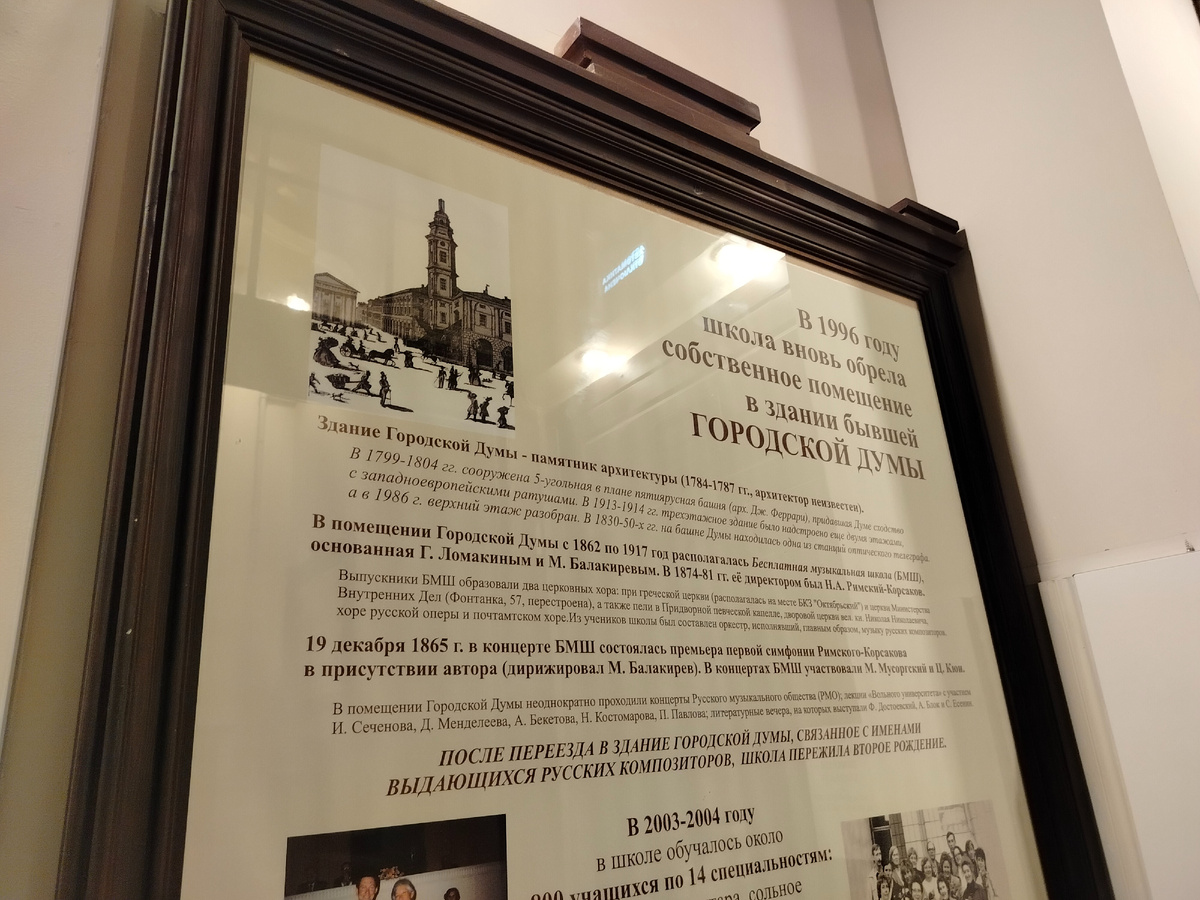 В 1996 году
школа вновь обрела
собственное помещение
в здании бывшей
ГОРОДСКОЙ ДУМЫ
Здание Городской Думы - памятник архитектуры (1784-1787 гг., архитектор неизвестен).
В 1799-1804 гг. сооружена 5-угольная в плане пятиярусная башня (арх. Дж. Феррари), придавшая Думе сходство
с западноевропейскими ратушами. В 1913-1914 гг. трехэтажное здание было надстроено еще двумя этажами,
а в 1986 г. верхний этаж разобран. В 1830-50-х гг. на башне Думы находилась одна из станций оптического телеграфа.
В помещении Городской Думы с 1862 по 1917 год располагалась Бесплатная музыкальная школа (БМШ),
основанная Г. Ломакиным и М. Балакиревым. В 1874-81 гг. её директором был Н.А. Римский-Корсаков.
Выпускники БМШ образовали два церковных хора: при греческой церкви (располагалась на месте БКЗ "Октябрьский") и церкви Министерства
Внутренних Дел (Фонтанка, 57, перестроена), а также пели в Придворной певческой капелле, дворовой церкви вел. кн. Николая Николаевича,
хоре русской оперы и почтамтском хоре.Из учеников школы был составлен оркестр, исполнявший, главным образом, музыку русских композиторов.
19 декабря 1865 г. в концерте БМШ состоялась премьера первой симфонии Римского-Корсакова
в присутствии автора (дирижировал М. Балакирев). В концертах БМШ участвовали М. Мусоргский и Ц. Кюи.
В помещении Городской Думы неоднократно проходили концерты Русского музыкального общества (РМО); лекции «Вольного университета» с участием
И. Сеченова, Д. Менделеева, А. Бекетова, Н. Костомарова, П. Павлова; литературные вечера, на которых выступали Ф. Достоевский, А. Блок и С. Есенин.
ПОСЛЕ ПЕРЕЕЗДА В ЗДАНИЕ ГОРОДСКОЙ ДУМЫ, СВЯЗАННОЕ С ИМЕНАМИ
ВЫДАЮЩИХСЯ РУССКИХ КОМПОЗИТОРОВ, ШКОЛА ПЕРЕЖИЛА ВТОРОЕ РОЖДЕНИЕ.
В 2003-2004 году
в школе обучалось около
800 учащихся по 14 специальностям:
сольное